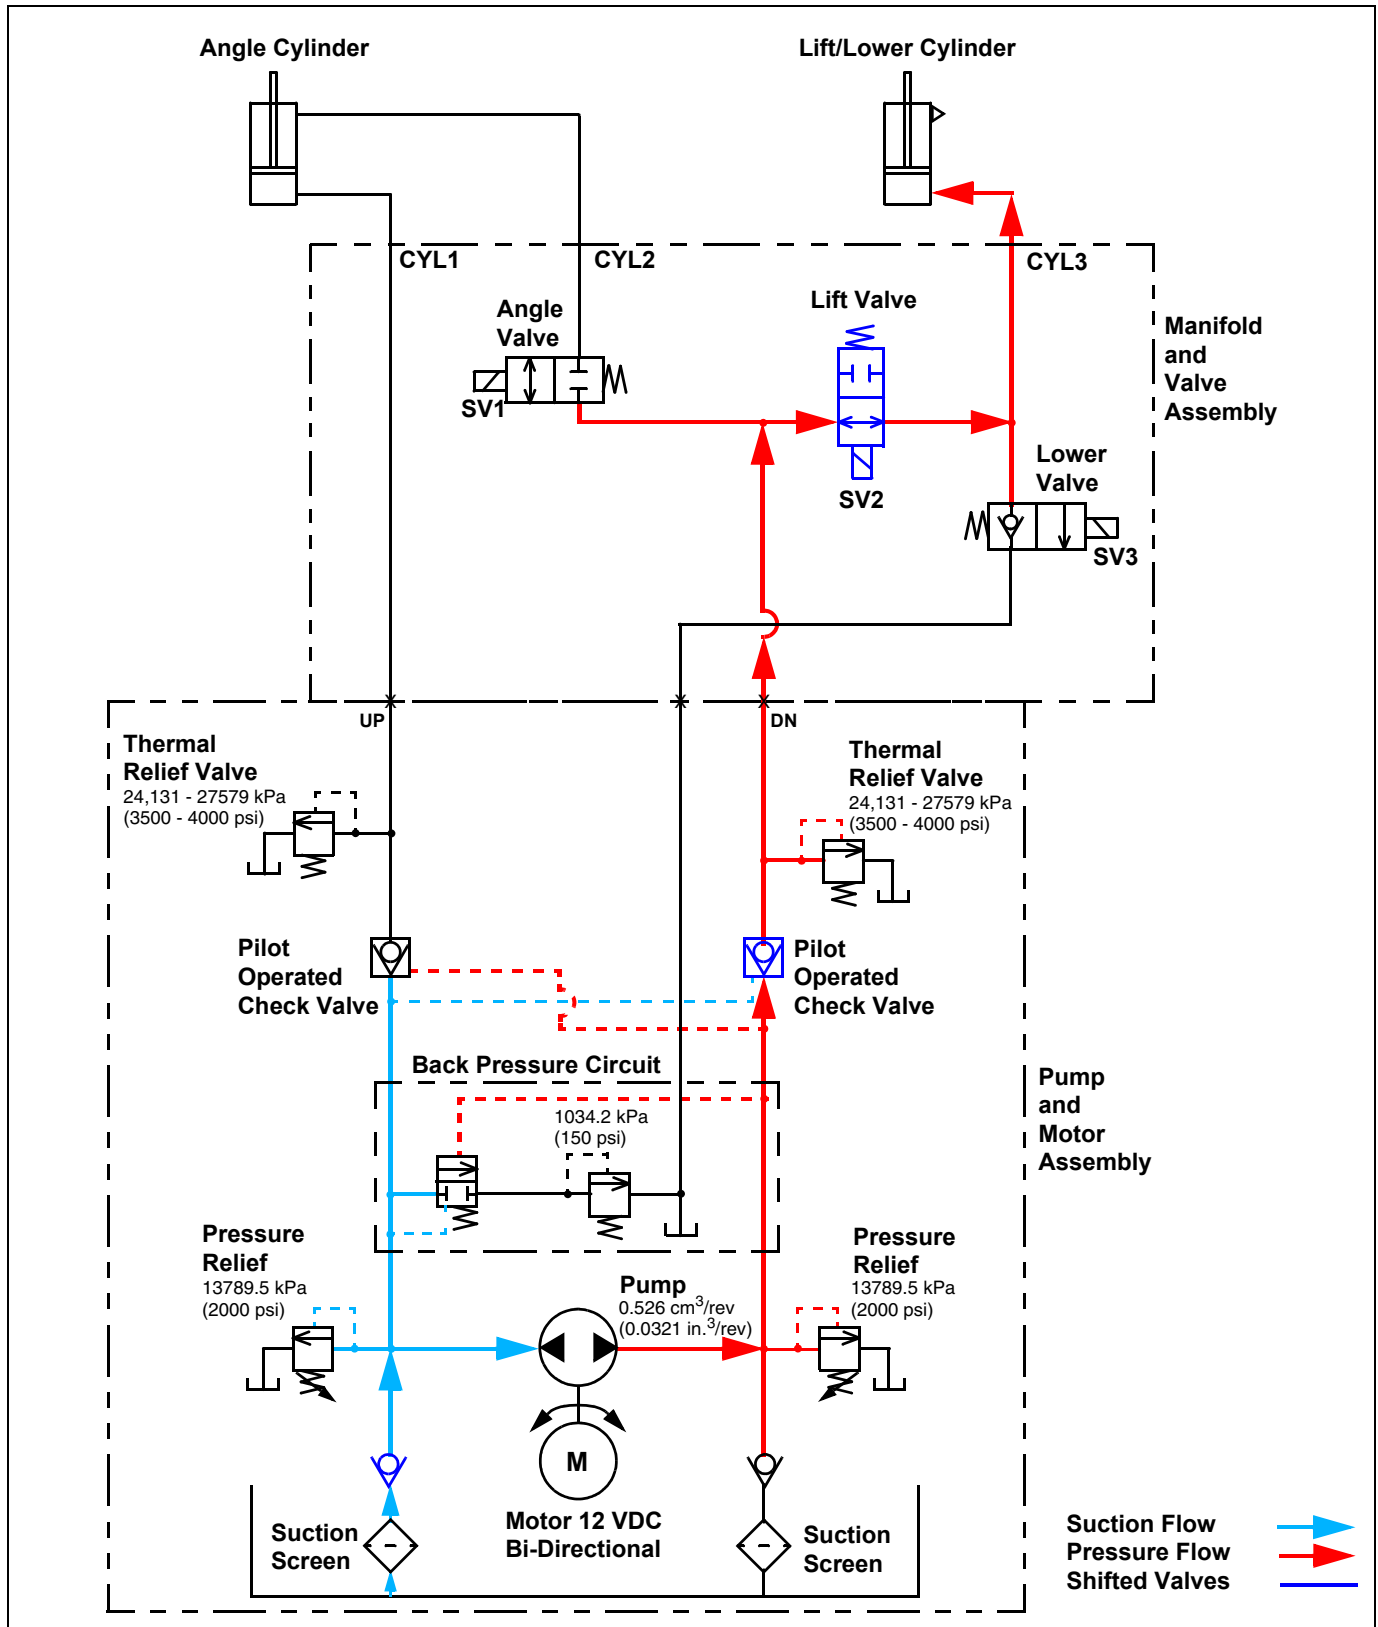 Angle Cylinder
Lift/Lower Cylinder
CYL1
CYL2
CYL3
Angle
Valve
SV1
Lift Valve
SV2
Lower
Valve
SV3
Manifold
and
Valve
Assembly
UP
DN
Thermal
Relief Valve
24,131 - 27579 kPa
(3500 - 4000 psi)
Thermal
Relief Valve
24,131 - 27579 kPa
(3500 - 4000 psi)
Pilot
Operated
Check Valve
Pilot
Operated
Check Valve
Back Pressure Circuit
1034.2 kPa
(150 psi)
Pump
and
Motor
Assembly
Pressure
Relief
13789.5 kPa
(2000 psi)
Pump
0.526 cm³/rev
(0.0321 in.³/rev)
Pressure
Relief
13789.5 kPa
(2000 psi)
M
Motor 12 VDC
Bi-Directional
Suction
Screen
Suction
Screen
Suction Flow
Pressure Flow
Shifted Valves